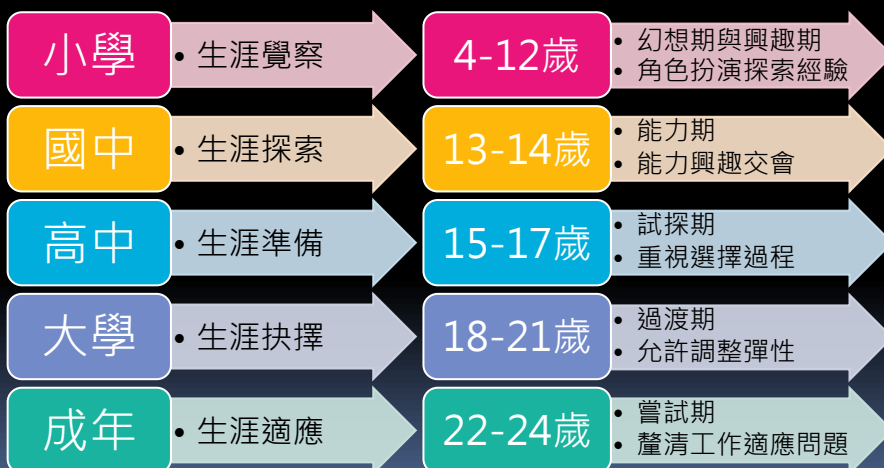 小學
• 生涯覺察
4-12歲
• 幻想期與興趣期
• 角色扮演探索經驗
國中
• 生涯探索
13-14歲
• 能力期
• 能力興趣交會
高中
• 生涯準備
15-17歲
• 試探期
• 重視選擇過程
大學
• 生涯抉擇
18-21歲
• 過渡期
• 允許調整彈性
成年
• 生涯適應
22-24歲
• 嘗試期
• 釐清工作適應問題